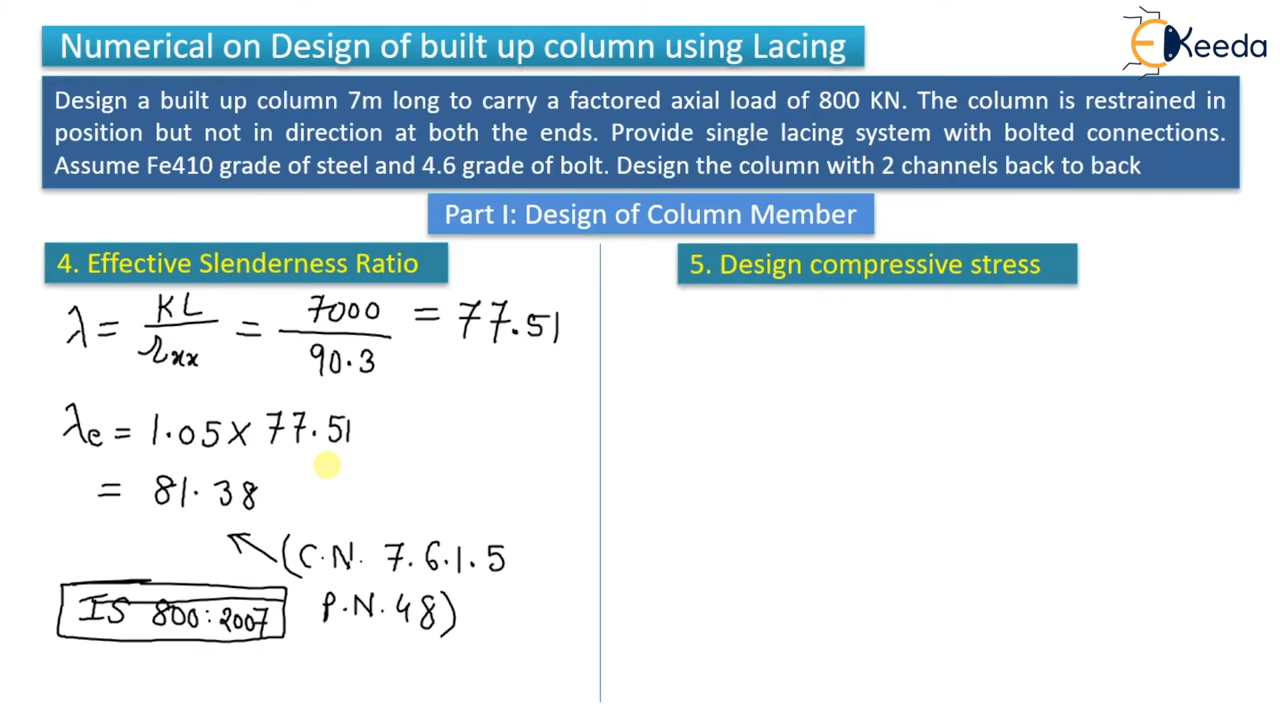 Numerical on Design of built up column using Lacing
EKeeda
Design a built up column 7m long to carry a factored axial load of 800 KN. The column is restrained in
position but not in direction at both the ends. Provide single lacing system with bolted connections.
Assume Fe410 grade of steel and 4.6 grade of bolt. Design the column with 2 channels back to back
Part I: Design of Column Member
4. Effective Slenderness Ratio
λ = KL / rxx = 7000 / 90.3 = 77.51
λe = 1.05 x 77.51
= 81.38
(C.N. 7.6.1.5
IS 800:2007
P.N. 48)
5. Design compressive stress